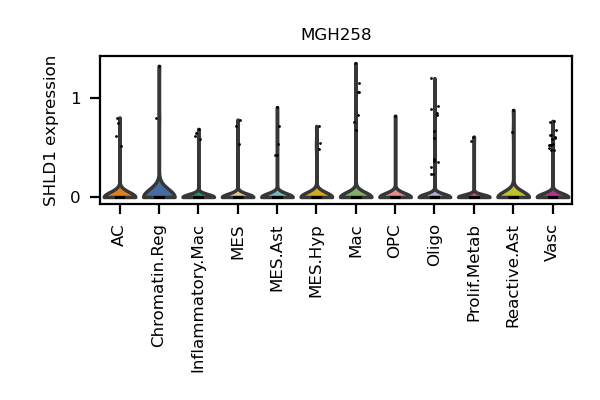 MGH258
SHLD1 expression
1
0
AC
Chromatin.Reg
Inflammatory.Mac
MES
MES.Ast
MES.Hyp
Mac
OPC
Oligo
Prolif.Metab
Reactive.Ast
Vasc